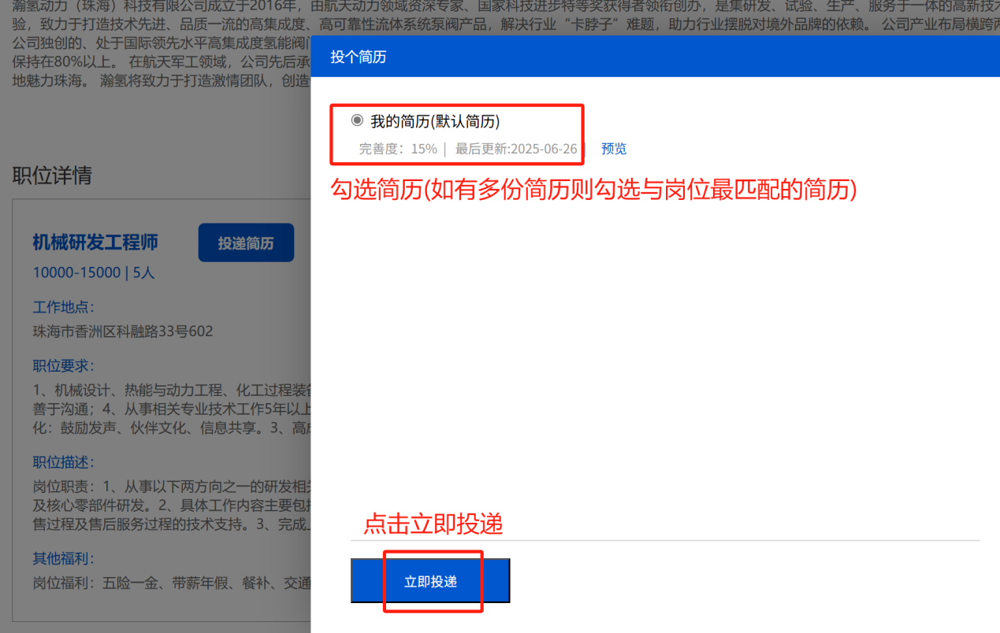 瀚氢动力（珠海）科技有限公司成立于2016年，由航天动力领域资深专家、国家科技进步特等奖获得者领衔创办，是集研发、试验、生产、服务于一体的高新技
验，致力于打造技术先进、品质一流的高集成度、高可靠性流体系统泵阀产品，解决行业“卡脖子”难题，助力行业摆脱对境外品牌的依赖。 公司产业布局横跨
公司独创的、处于国际领先水平高集成度氢能阀
保持在80%以上。 在航天军工领域，公司先后承
地魅力珠海。 瀚氢将致力于打造激情团队，创造
投个简历
我的简历(默认简历)
完善度：15% | 最后更新:2025-06-26 | 预览
勾选简历(如有多份简历则勾选与岗位最匹配的简历)
职位详情
机械研发工程师
投递简历
10000-15000 | 5人
工作地点：
珠海市香洲区科融路33号602
职位要求：
1、机械设计、热能与动力工程、化工过程装
善于沟通；4、从事相关专业技术工作5年以上
化：鼓励发声、伙伴文化、信息共享。3、高
职位描述：
岗位职责：1、从事以下两方向之一的研发相
及核心零部件研发。2、具体工作内容主要包
售过程及售后服务过程的技术支持。3、完成
其他福利：
岗位福利：五险一金、带薪年假、餐补、交通
点击立即投递
立即投递